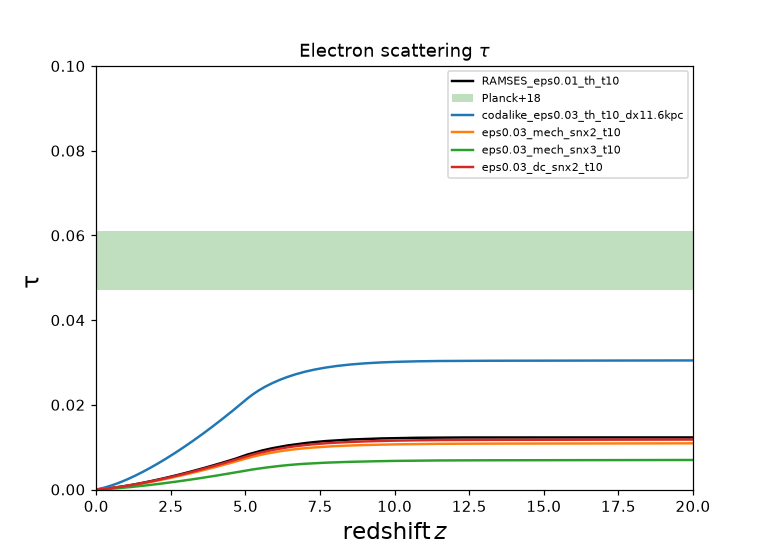 Electron scattering τ
0.10
0.08
0.06
0.04
0.02
0.00
τ
RAMSES_eps0.01_th_t10
Planck+18
codalike_eps0.03_th_t10_dx11.6kpc
eps0.03_mech_snx2_t10
eps0.03_mech_snx3_t10
eps0.03_dc_snx2_t10
0.0 2.5 5.0 7.5 10.0 12.5 15.0 17.5 20.0
redshift z